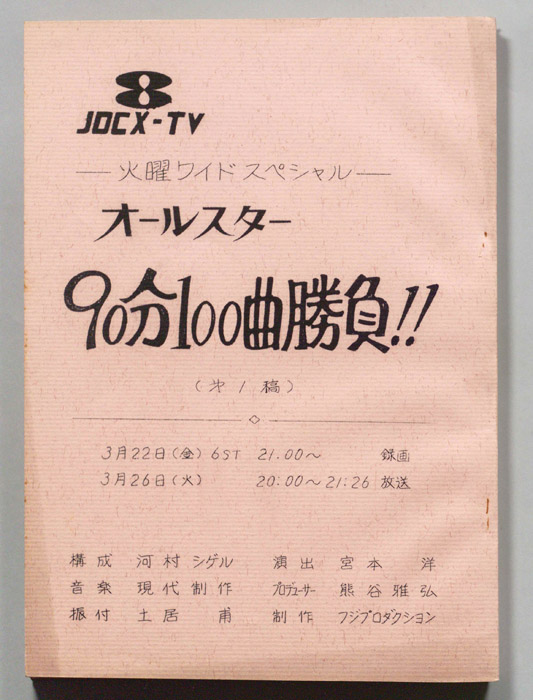 JOCX-TV
―火曜ワイドスペシャル―
オールスター
90分100曲勝負!!
(第1稿)
3月22日(金) 6ST 21.00〜 録画
3月26日(火) 20:00〜21:26 放送
構成 河村シゲル 演出 宮本洋
音楽 現代制作 プロデューサー 熊谷雅弘
振付 土居甫 制作 フジプロダクション